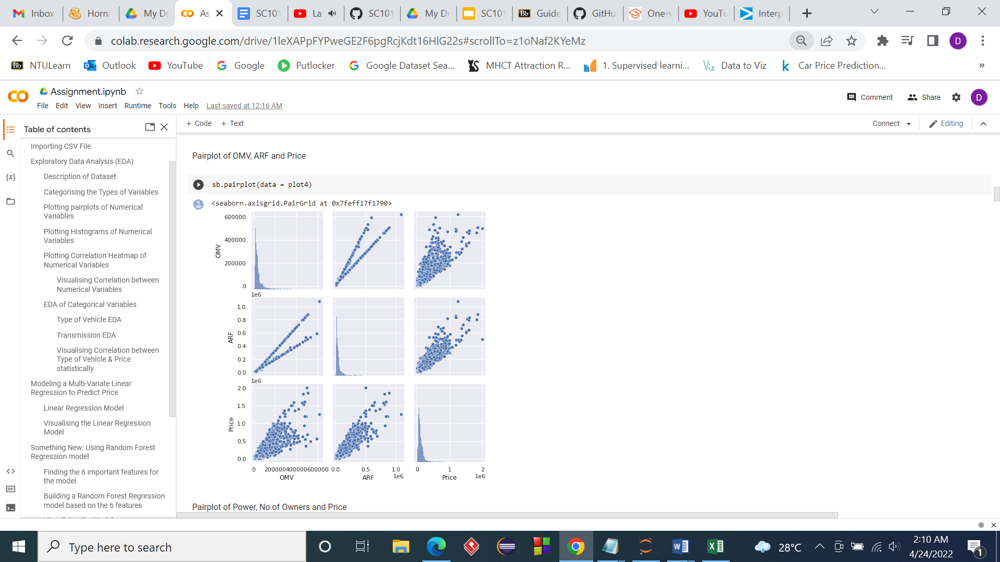 Inbox
Horn:
My Dr
As
SC101
La
SC101
My Dr
SC101
Guide
GitHu
One-v
YouTu
Interp
colab.research.google.com/drive/1leXAPpFYPweGE2F6pgRcjKdt16HlG22s#scrollTo=z1oNaf2KYeMz
D
Bb NTULearn
Outlook
YouTube
Google
Putlocker
Google Dataset Sea...
MHCT Attraction R...
1. Supervised learni...
Data to Viz
Car Price Prediction...
»
Assignment.ipynb
Comment
Share
D
File Edit View Insert Runtime Tools Help Last saved at 12:16 AM
Table of contents
+ Code + Text
Connect
Editing
Importing CSV File
Exploratory Data Analysis (EDA)
Description of Dataset
Categorising the Types of Variables
Plotting pairplots of Numerical
Variables
Plotting Histograms of Numerical
Variables
Plotting Correlation Heatmap of
Numerical Variables
Visualising Correlation between
Numerical Variables
EDA of Categorical Variables
Type of Vehicle EDA
Transmission EDA
Visualising Correlation between
Type of Vehicle & Price
statistically
Modeling a Multi-Variate Linear
Regression to Predict Price
Linear Regression Model
Visualising the Linear Regression
Model
Something New: Using Random Forest
Regression model
Finding the 6 important features for
the model
Building a Random Forest Regression
model based on the 6 features
Pairplot of OMV, ARF and Price
sb.pairplot(data = plot4)
<seaborn.axisgrid.PairGrid at 0x7feff17f1790>
600000
400000
200000
0
OMV
1e6
1.0
0.8
0.6
0.4
0.2
0.0
ARF
1e6
2.0
1.5
1.0
0.5
0.0
Price
0 200000 400000 600000
OMV
0.0 0.5 1.0
ARF
1e6
0 1 2
Price
1e6
Pairplot of Power, No of Owners and Price
Type here to search
28°C
2:10 AM
4/24/2022
1